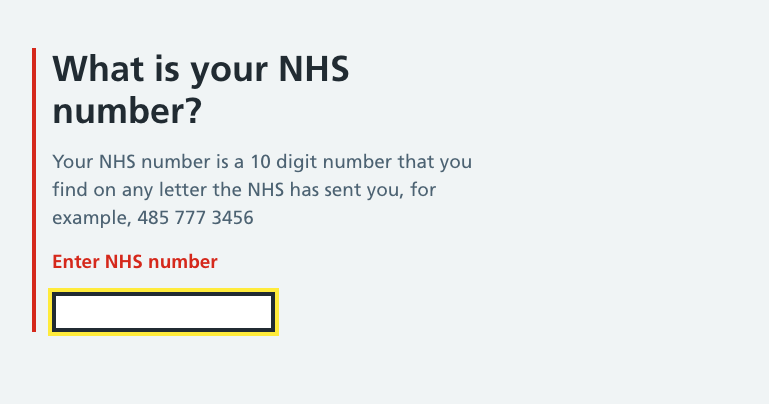 What is your NHS
number?
Your NHS number is a 10 digit number that you
find on any letter the NHS has sent you, for
example, 485 777 3456
Enter NHS number